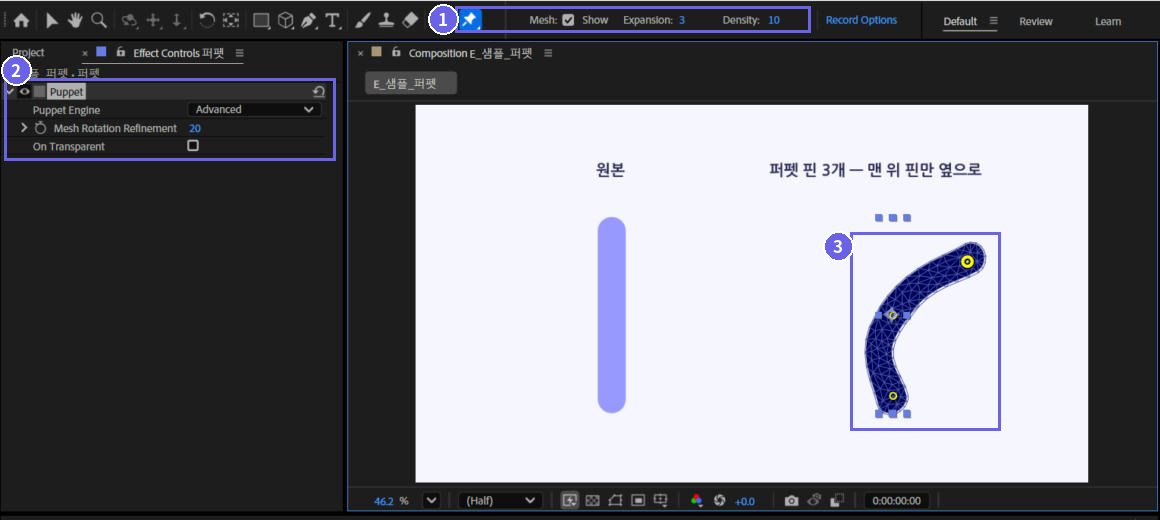 1 Mesh: Show Expansion: 3 Density: 10 Record Options Default Review Learn
Project × Effect Controls 퍼펫
플_퍼펫 • 퍼펫
2
Puppet
Puppet Engine Advanced
Mesh Rotation Refinement 20
On Transparent
× Composition E_샘플_퍼펫
E_샘플_퍼펫
원본 퍼펫 핀 3개 — 맨 위 핀만 옆으로
3
46.2 % (Half) +0.0 0:00:00:00